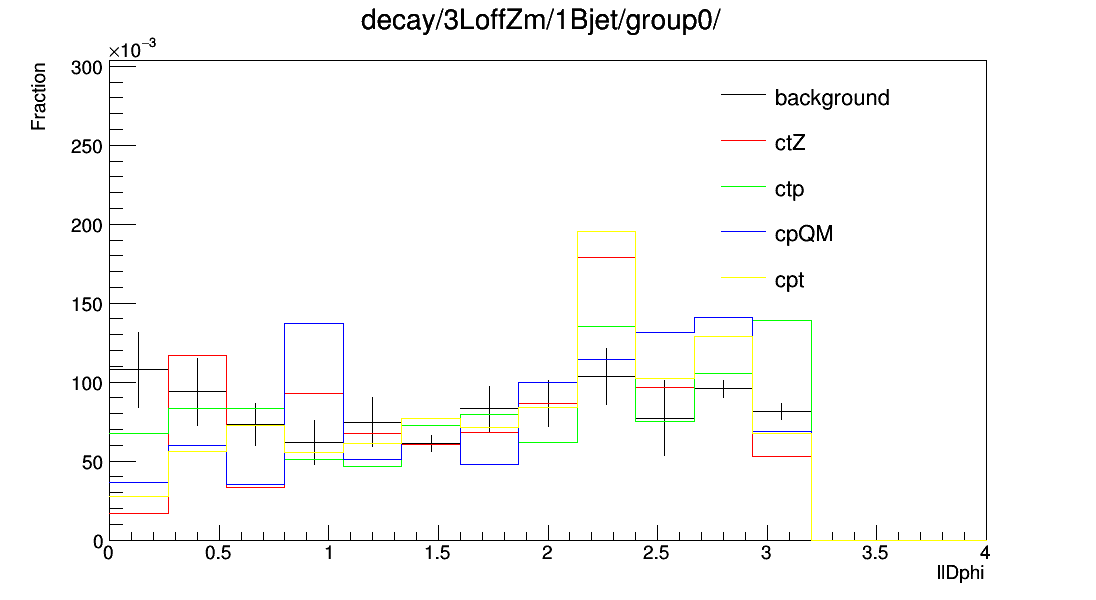 decay/3LoffZm/1Bjet/group0/
×10⁻³
Fraction
300
250
200
150
100
50
0
background
ctZ
ctp
cpQM
cpt
0 0.5 1 1.5 2 2.5 3 3.5 4
llDphi